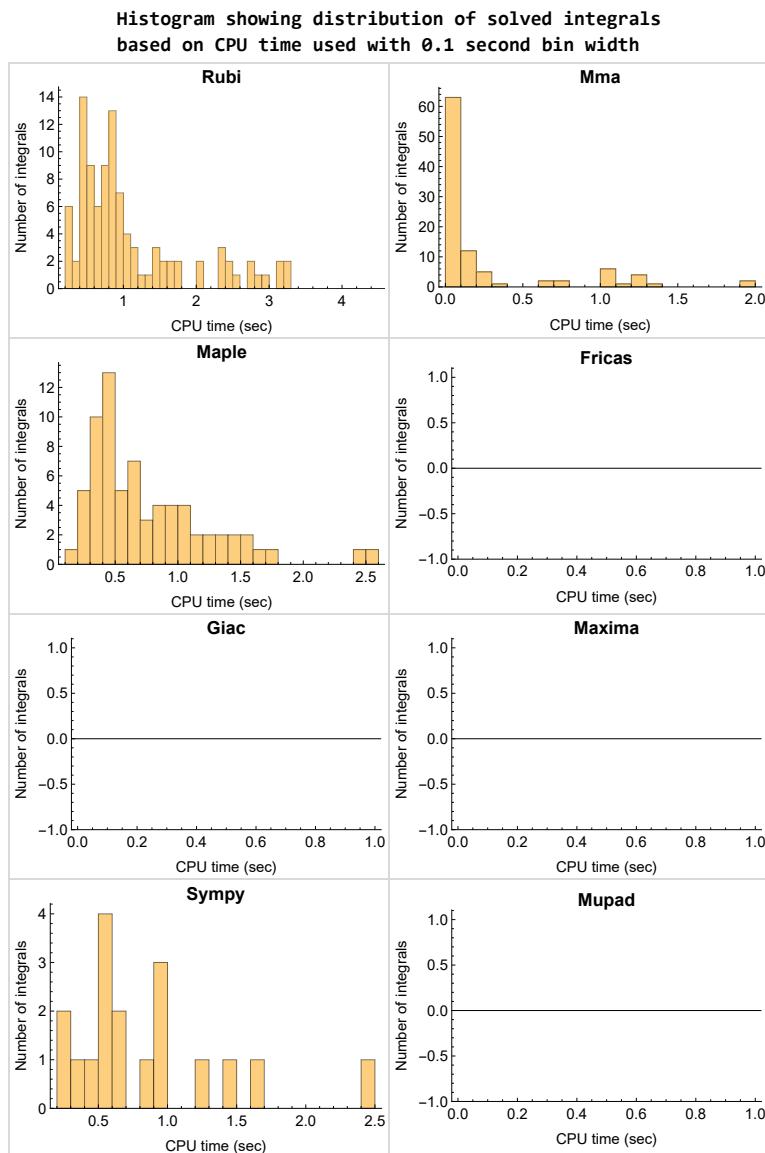 Histogram showing distribution of solved integrals
based on CPU time used with 0.1 second bin width
Rubi
Number of integrals
14
12
10
8
6
4
2
0
1 2 3 4
CPU time (sec)
Mma
Number of integrals
60
50
40
30
20
10
0
0.0 0.5 1.0 1.5 2.0
CPU time (sec)
Maple
Number of integrals
12
10
8
6
4
2
0
0.5 1.0 1.5 2.0 2.5
CPU time (sec)
Fricas
Number of integrals
1.0
0.5
0.0
−0.5
−1.0
0.0 0.2 0.4 0.6 0.8 1.0
CPU time (sec)
Giac
Number of integrals
1.0
0.5
0.0
−0.5
−1.0
0.0 0.2 0.4 0.6 0.8 1.0
CPU time (sec)
Maxima
Number of integrals
1.0
0.5
0.0
−0.5
−1.0
0.0 0.2 0.4 0.6 0.8 1.0
CPU time (sec)
Sympy
Number of integrals
4
3
2
1
0
0.5 1.0 1.5 2.0 2.5
CPU time (sec)
Mupad
Number of integrals
1.0
0.5
0.0
−0.5
−1.0
0.0 0.2 0.4 0.6 0.8 1.0
CPU time (sec)